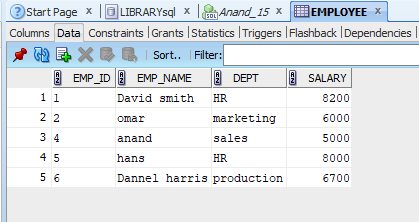 Start Page LIBRARYsql Anand_15 EMPLOYEE
Columns Data Constraints Grants Statistics Triggers Flashback Dependencies
Sort.. Filter:
EMP_ID EMP_NAME DEPT SALARY
1 1 David smith HR 8200
2 2 omar marketing 6000
3 4 anand sales 5000
4 5 hans HR 8000
5 6 Dannel harris production 6700